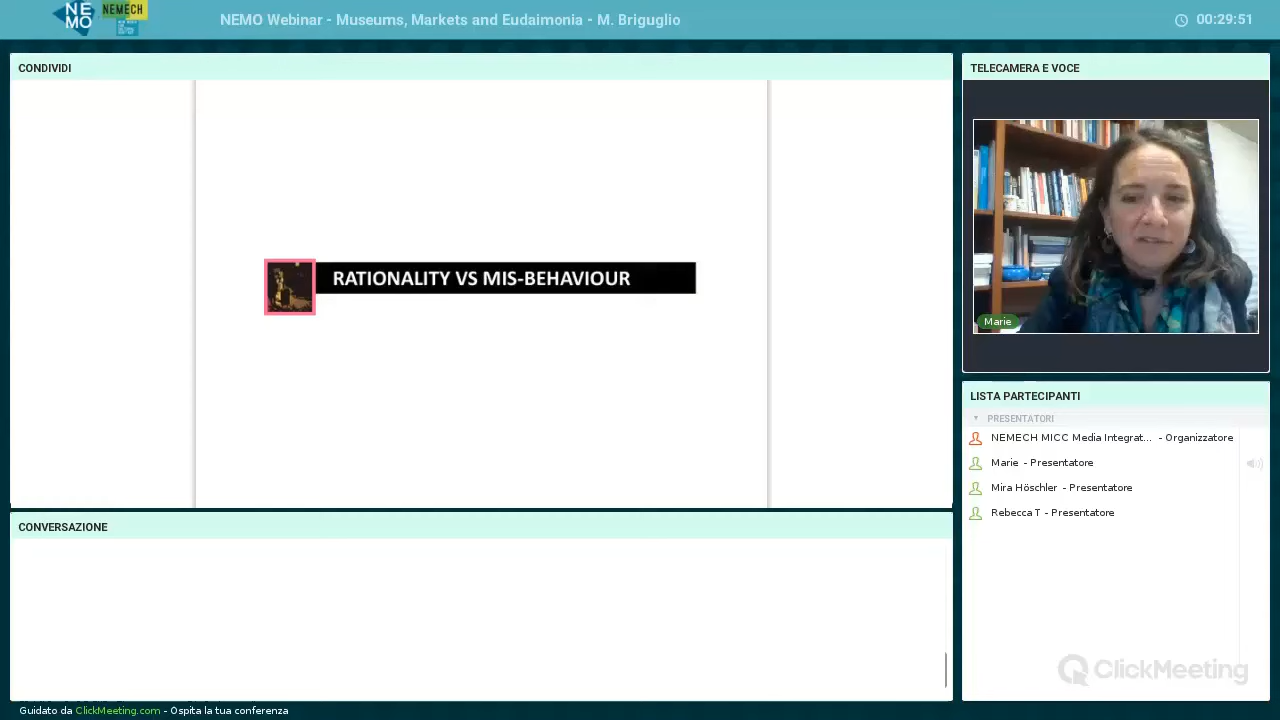 NE
MO
NEMECH
NEMO Webinar - Museums, Markets and Eudaimonia - M. Briguglio
00:29:51
CONDIVIDI
RATIONALITY VS MIS-BEHAVIOUR
TELECAMERA E VOCE
Marie
LISTA PARTECIPANTI
PRESENTATORI
NEMECH MICC Media Integrat... - Organizzatore
Marie - Presentatore
Mira Höschler - Presentatore
Rebecca T - Presentatore
CONVERSAZIONE
ClickMeeting
Guidato da ClickMeeting.com - Ospita la tua conferenza